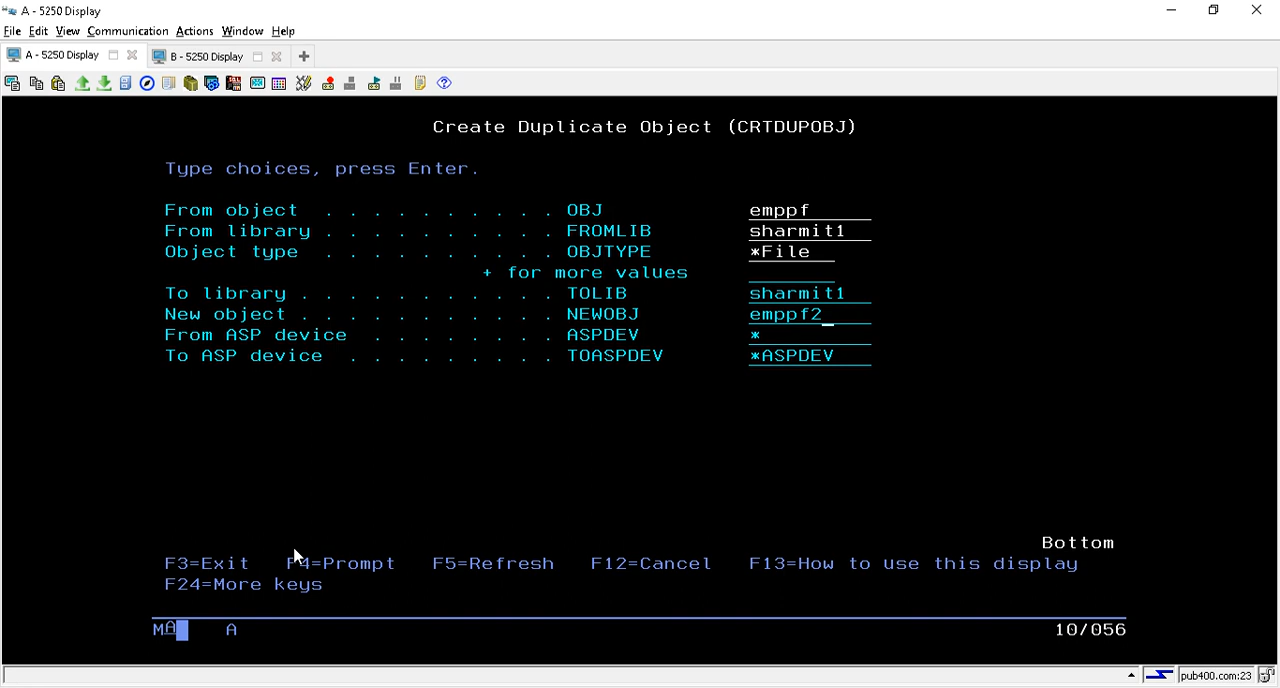 A - 5250 Display
File Edit View Communication Actions Window Help
A - 5250 Display B - 5250 Display
Create Duplicate Object (CRTDUPOBJ)
Type choices, press Enter.
From object . . . . . . . . . . OBJ emppf
From library . . . . . . . . . . FROMLIB sharmit1
Object type . . . . . . . . . . OBJTYPE *File
+ for more values
To library . . . . . . . . . . . TOLIB sharmit1
New object . . . . . . . . . . . NEWOBJ emppf2
From ASP device . . . . . . . . ASPDEV *
To ASP device . . . . . . . . . TOASPDEV *ASPDEV
Bottom
F3=Exit F4=Prompt F5=Refresh F12=Cancel F13=How to use this display
F24=More keys
MA A 10/056
pub400.com:23